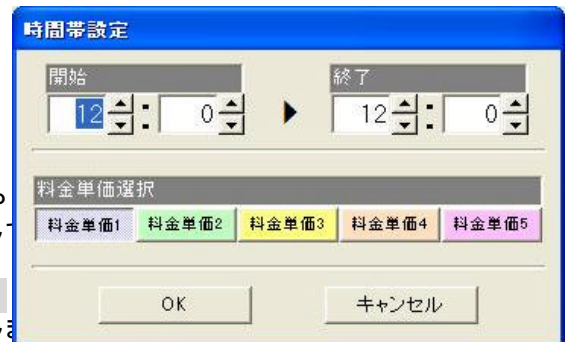 時間帯設定
開始 終了
12 : 0 ▶ 12 : 0
料金単価選択
料金単価1 料金単価2 料金単価3 料金単価4 料金単価5
OK キャンセル